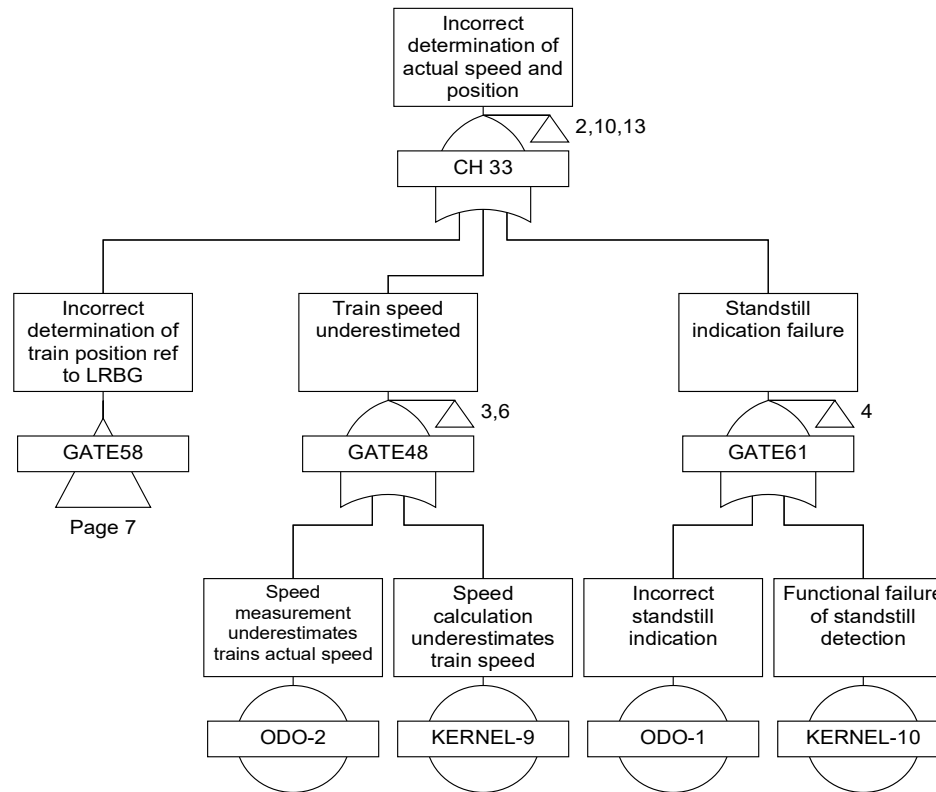 Incorrect
determination of
actual speed and
position
2,10,13
CH 33
Incorrect
determination of
train position ref
to LRBG
Train speed
underestimeted
Standstill
indication failure
3,6
4
GATE58
GATE48
GATE61
Page 7
Speed
measurement
underestimates
trains actual speed
Speed
calculation
underestimates
train speed
Incorrect
standstill
indication
Functional failure
of standstill
detection
ODO-2
KERNEL-9
ODO-1
KERNEL-10